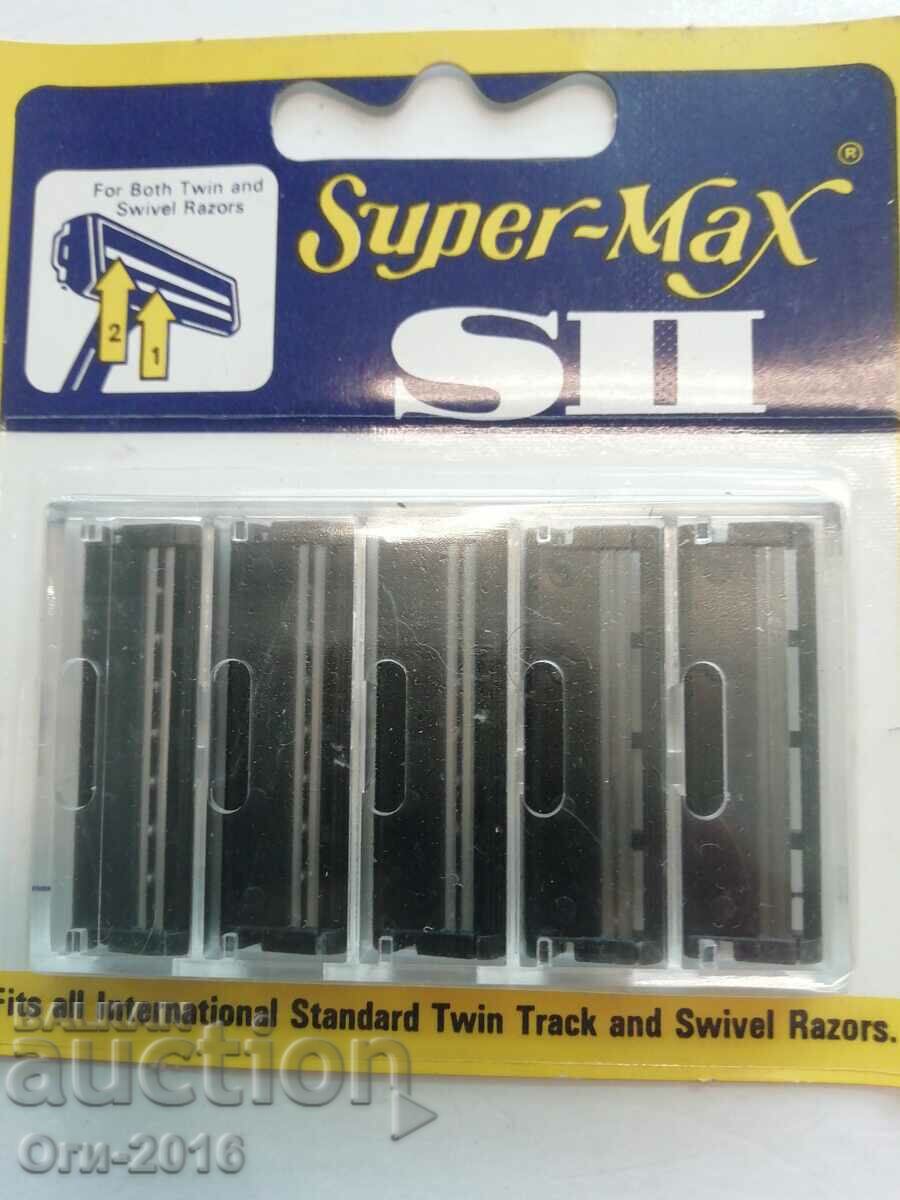 For Both Twin and
Swivel Razors
2
1
Super-Max®
SII
Fits all International Standard Twin Track and Swivel Razors.
BALKAN
auction
Оги-2016